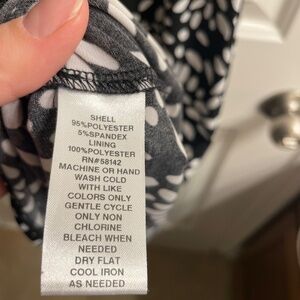 SHELL
95%POLYESTER
5%SPANDEX
LINING
100%POLYESTER
RN#58142
MACHINE OR HAND
WASH COLD
WITH LIKE
COLORS ONLY
GENTLE CYCLE
ONLY NON
CHLORINE
BLEACH WHEN
NEEDED
DRY FLAT
COOL IRON
AS NEEDED